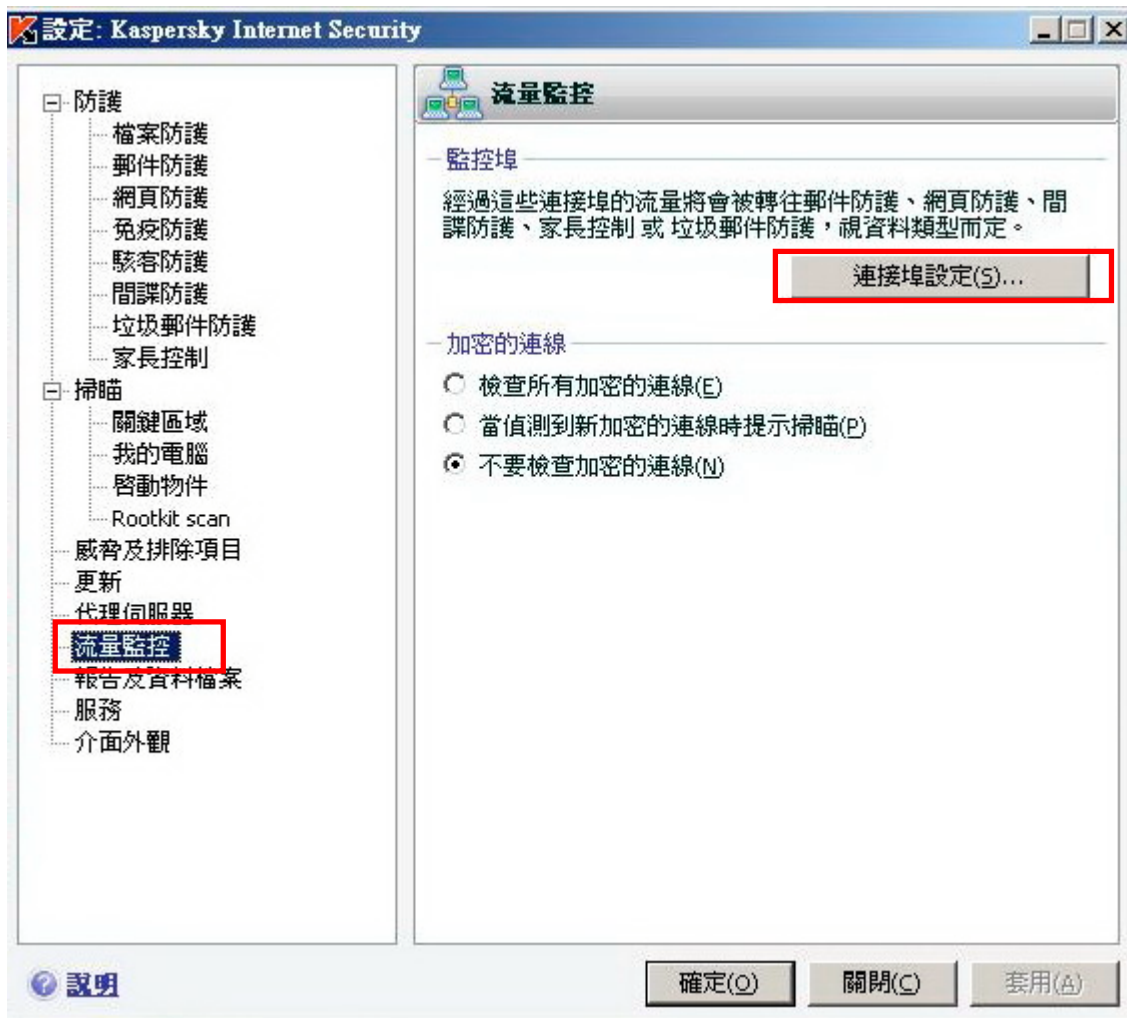 設定: Kaspersky Internet Security
防護
檔案防護
郵件防護
網頁防護
免疫防護
駭客防護
間諜防護
垃圾郵件防護
家長控制
掃瞄
關鍵區域
我的電腦
啓動物件
Rootkit scan
威脅及排除項目
更新
代理伺服器
流量監控
報告及資料檔案
服務
介面外觀
流量監控
監控埠
經過這些連接埠的流量將會被轉往郵件防護、網頁防護、間
諜防護、家長控制 或 垃圾郵件防護，視資料類型而定。
連接埠設定(S)...
加密的連線
檢查所有加密的連線(E)
當偵測到新加密的連線時提示掃瞄(P)
不要檢查加密的連線(N)
說明
確定(O)
關閉(C)
套用(A)